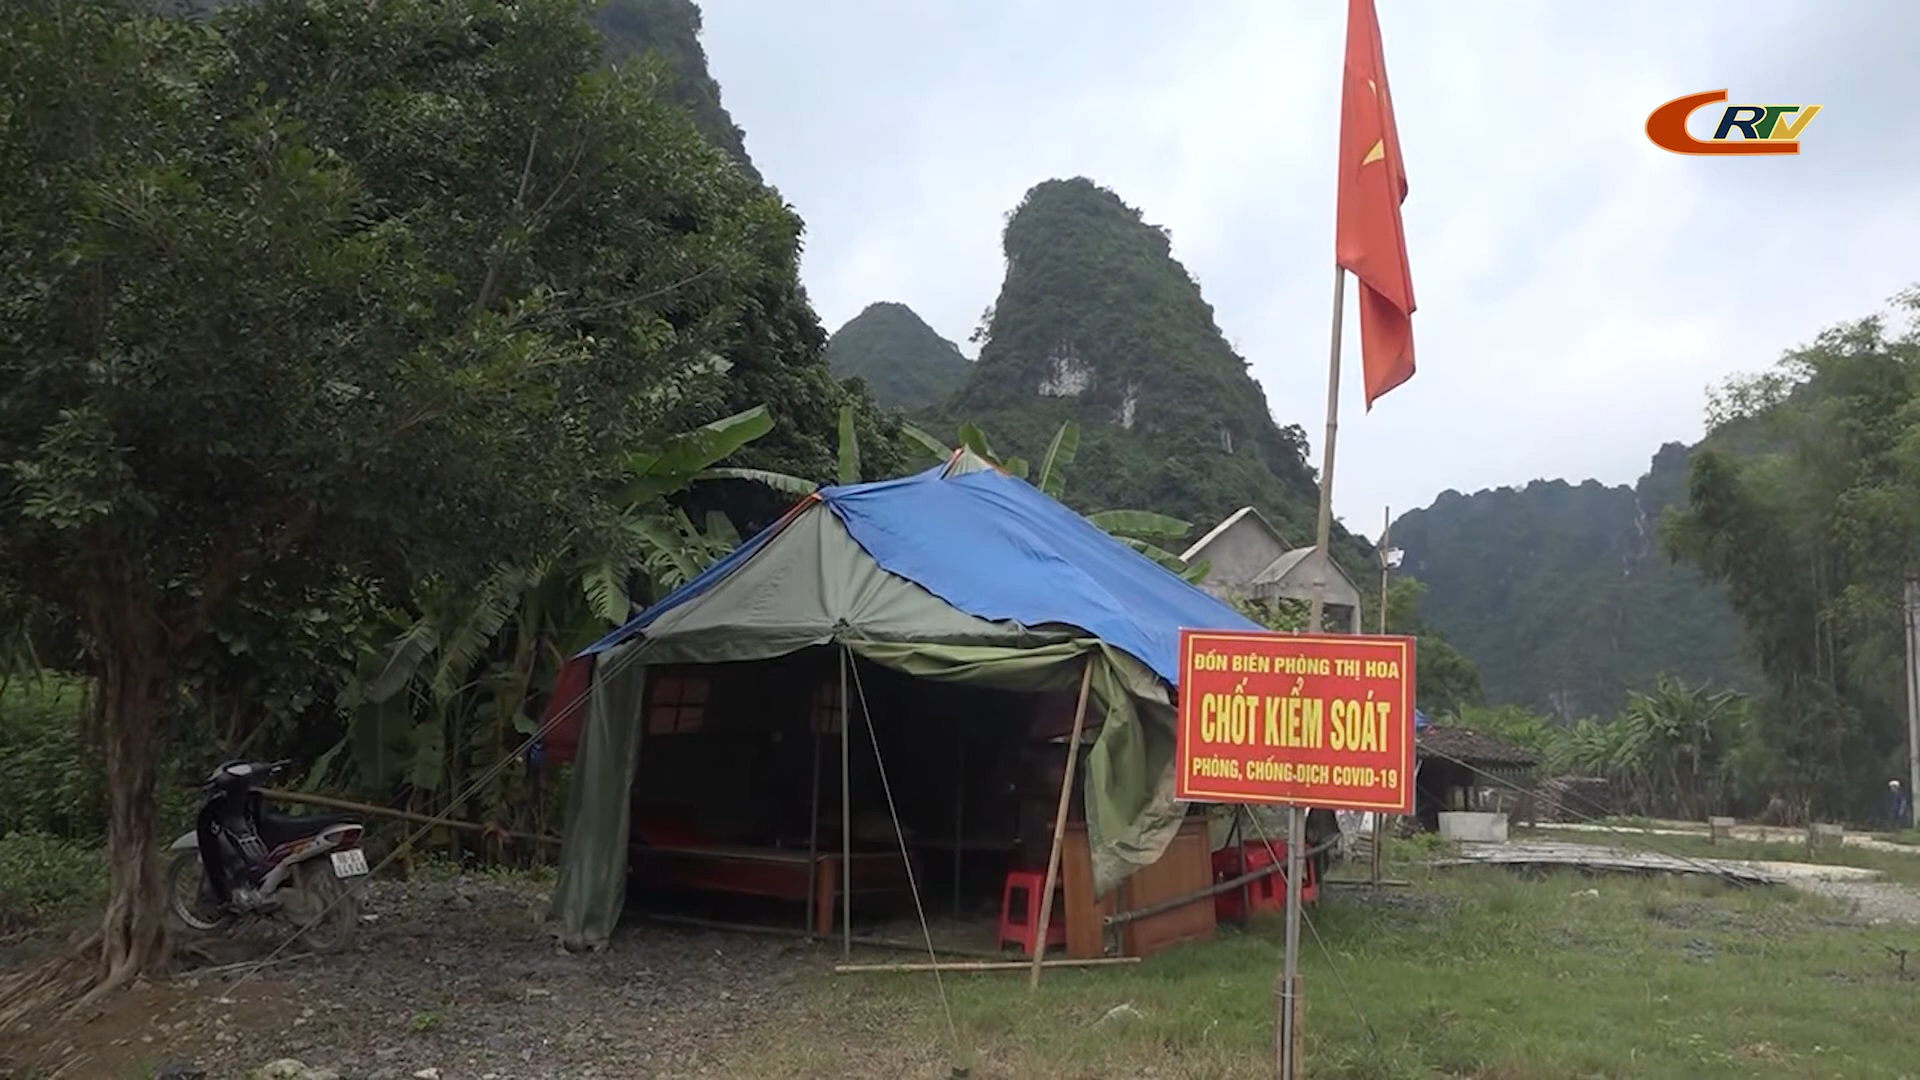 CRTV
ĐỒN BIÊN PHÒNG THỊ HOA
CHỐT KIỂM SOÁT
PHÒNG, CHỐNG DỊCH COVID-19